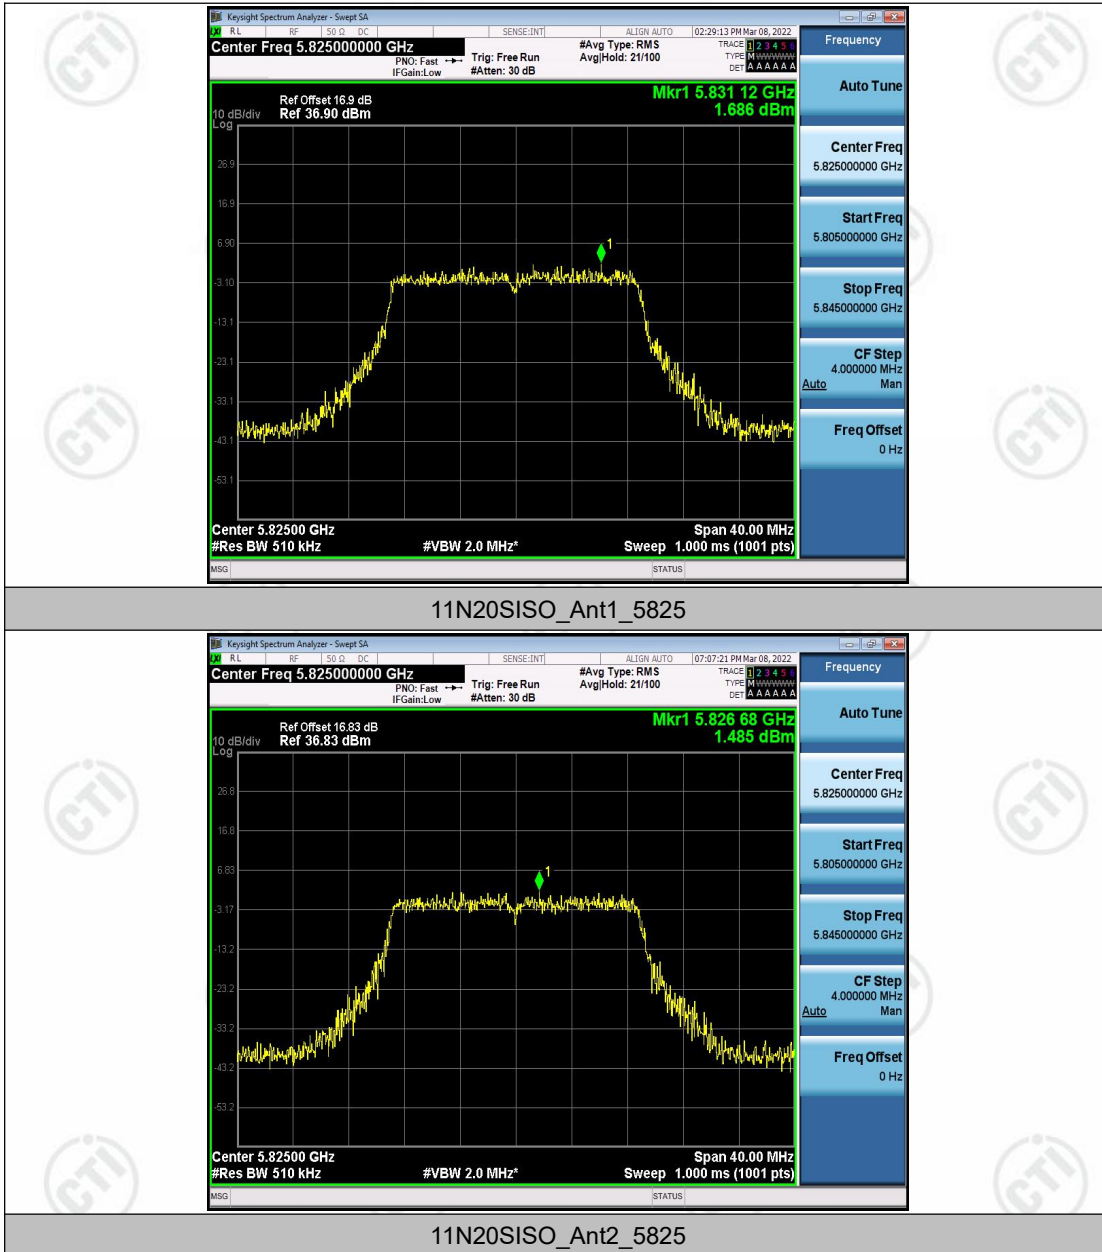 Keysight Spectrum Analyzer - Swept SA
LXI RL RF 50 Ω DC SENSE:INT ALIGN AUTO 02:29:13 PM Mar 08, 2022
Center Freq 5.825000000 GHz
PNO: Fast
IFGain:Low
Trig: Free Run
#Atten: 30 dB
#Avg Type: RMS
Avg|Hold: 21/100
TRACE 1 2 3 4 5 6
TYPE M WWWWW
DET A A A A A A
Frequency
Mkr1 5.831 12 GHz
1.686 dBm
Ref Offset 16.9 dB
10 dB/div Ref 36.90 dBm
Log
26.9
16.9
6.90
-3.10
-13.1
-23.1
-33.1
-43.1
-53.1
1
Center 5.82500 GHz Span 40.00 MHz
#Res BW 510 kHz #VBW 2.0 MHz* Sweep 1.000 ms (1001 pts)
MSG STATUS
Auto Tune
Center Freq
5.825000000 GHz
Start Freq
5.805000000 GHz
Stop Freq
5.845000000 GHz
CF Step
4.000000 MHz
Auto Man
Freq Offset
0 Hz
11N20SISO_Ant1_5825
Keysight Spectrum Analyzer - Swept SA
LXI RL RF 50 Ω DC SENSE:INT ALIGN AUTO 07:07:21 PM Mar 08, 2022
Center Freq 5.825000000 GHz
PNO: Fast
IFGain:Low
Trig: Free Run
#Atten: 30 dB
#Avg Type: RMS
Avg|Hold: 21/100
TRACE 1 2 3 4 5 6
TYPE M WWWWW
DET A A A A A A
Frequency
Mkr1 5.826 68 GHz
1.485 dBm
Ref Offset 16.83 dB
10 dB/div Ref 36.83 dBm
Log
26.8
16.8
6.83
-3.17
-13.2
-23.2
-33.2
-43.2
-53.2
1
Center 5.82500 GHz Span 40.00 MHz
#Res BW 510 kHz #VBW 2.0 MHz* Sweep 1.000 ms (1001 pts)
MSG STATUS
Auto Tune
Center Freq
5.825000000 GHz
Start Freq
5.805000000 GHz
Stop Freq
5.845000000 GHz
CF Step
4.000000 MHz
Auto Man
Freq Offset
0 Hz
11N20SISO_Ant2_5825
CTI
CTI
CTI
CTI
CTI
CTI
CTI
CTI